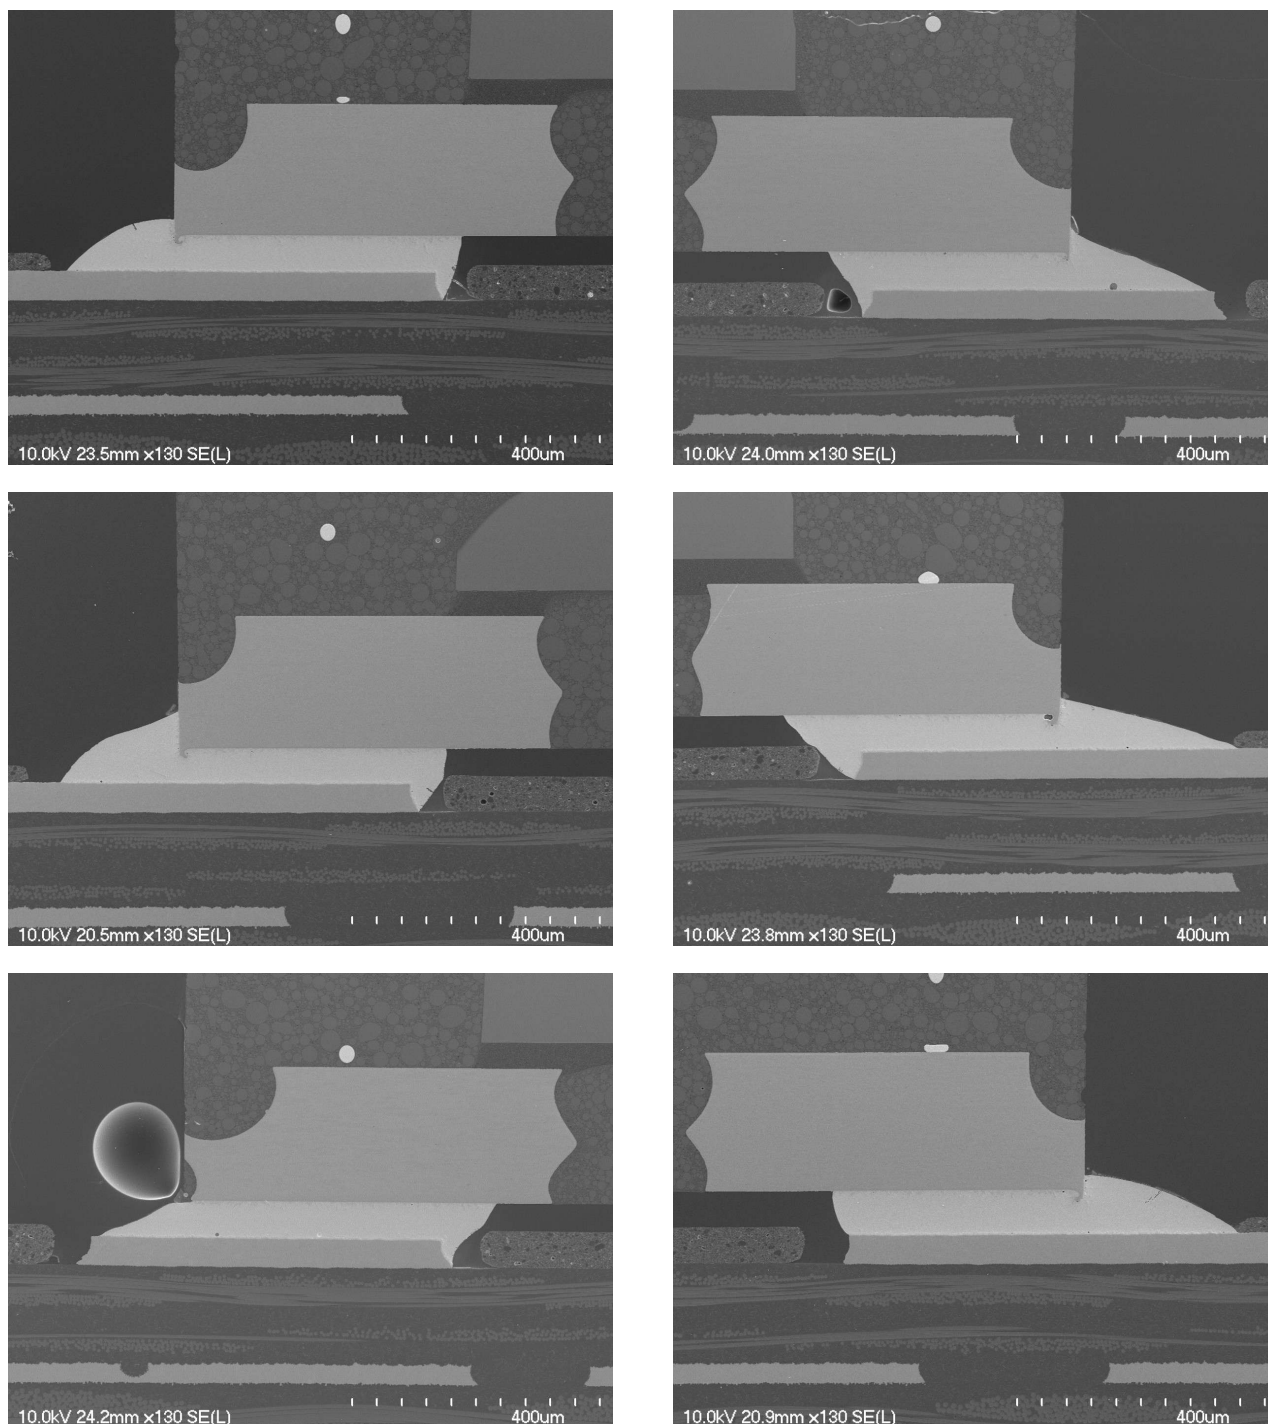 10.0kV 23.5mm x130 SE(L) 400um
10.0kV 24.0mm x130 SE(L) 400um
10.0kV 20.5mm x130 SE(L) 400um
10.0kV 23.8mm x130 SE(L) 400um
10.0kV 24.2mm x130 SE(L) 400um
10.0kV 20.9mm x130 SE(L) 400um